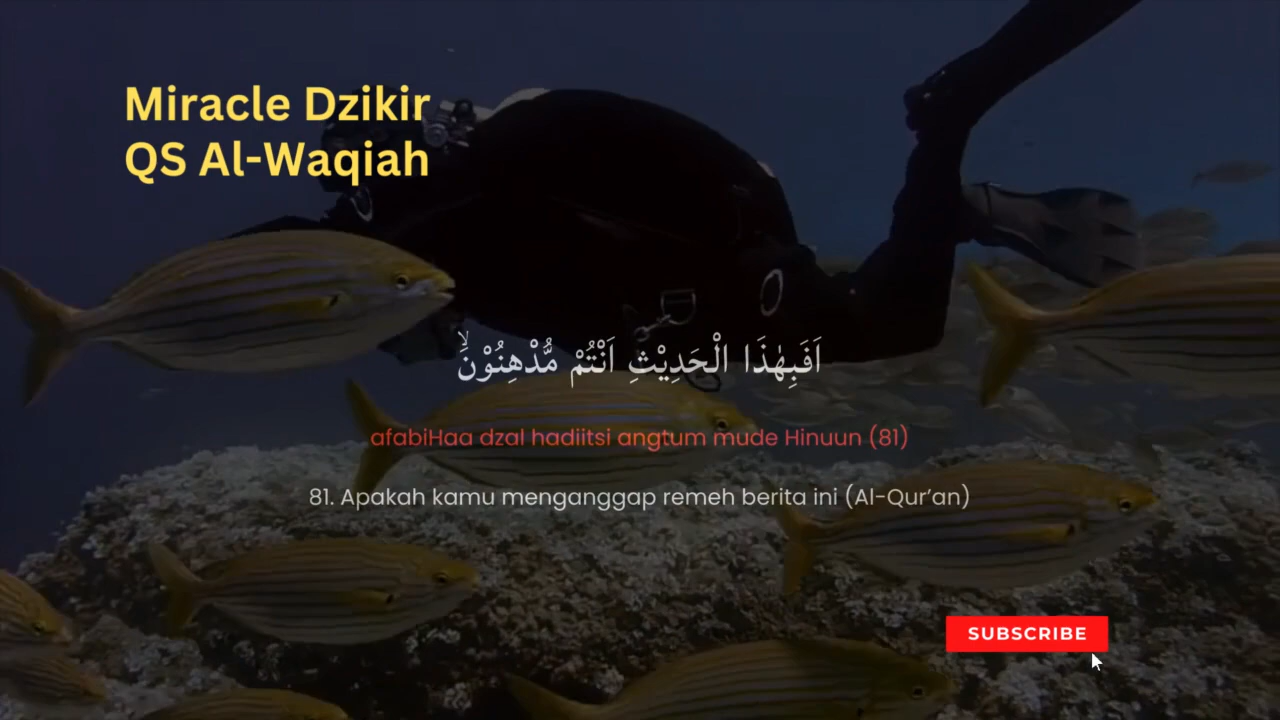 Miracle Dzikir
QS Al-Waqiah
اَفَبِهٰذَا الْحَدِيْثِ اَنْتُمْ مُّدْهِنُوْنَۙ
afabiHaa dzal hadiitsi angtum mude Hinuun (81)
81. Apakah kamu menganggap remeh berita ini (Al-Qur’an)
SUBSCRIBE